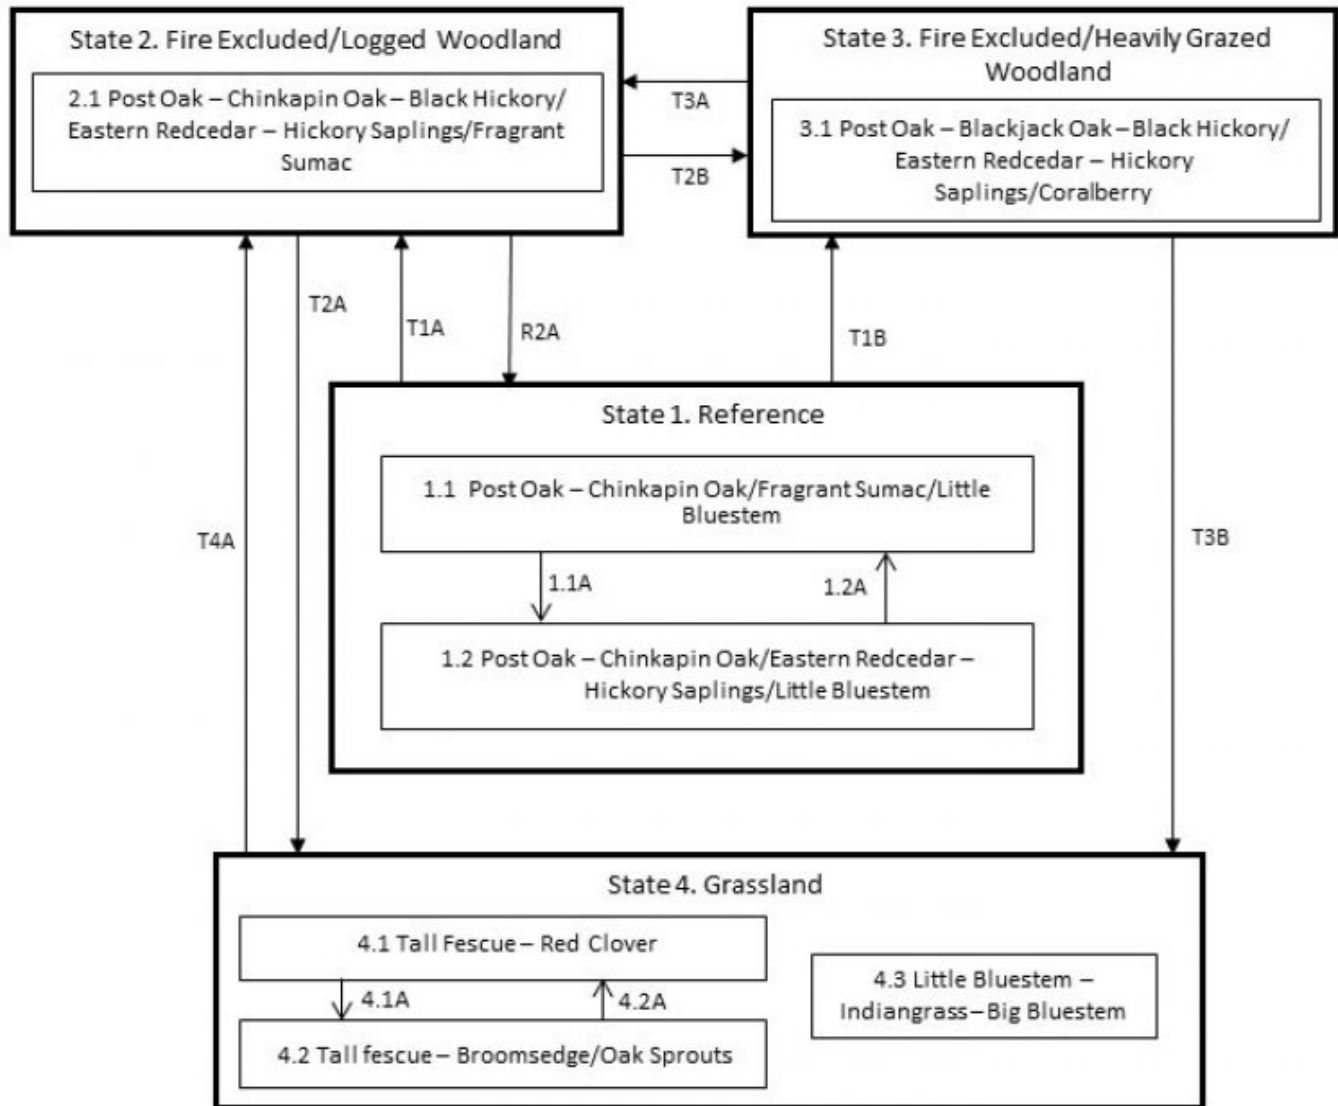 State 2. Fire Excluded/Logged Woodland
2.1 Post Oak – Chinkapin Oak – Black Hickory/
Eastern Redcedar – Hickory Saplings/Fragrant
Sumac
State 3. Fire Excluded/Heavily Grazed
Woodland
3.1 Post Oak – Blackjack Oak – Black Hickory/
Eastern Redcedar – Hickory
Saplings/Coralberry
T3A
T2B
T2A
T1A
R2A
T1B
State 1. Reference
1.1 Post Oak – Chinkapin Oak/Fragrant Sumac/Little
Bluestem
1.1A
1.2A
1.2 Post Oak – Chinkapin Oak/Eastern Redcedar –
Hickory Saplings/Little Bluestem
T4A
T3B
State 4. Grassland
4.1 Tall Fescue – Red Clover
4.1A
4.2A
4.2 Tall fescue – Broomsedge/Oak Sprouts
4.3 Little Bluestem –
Indiangrass – Big Bluestem